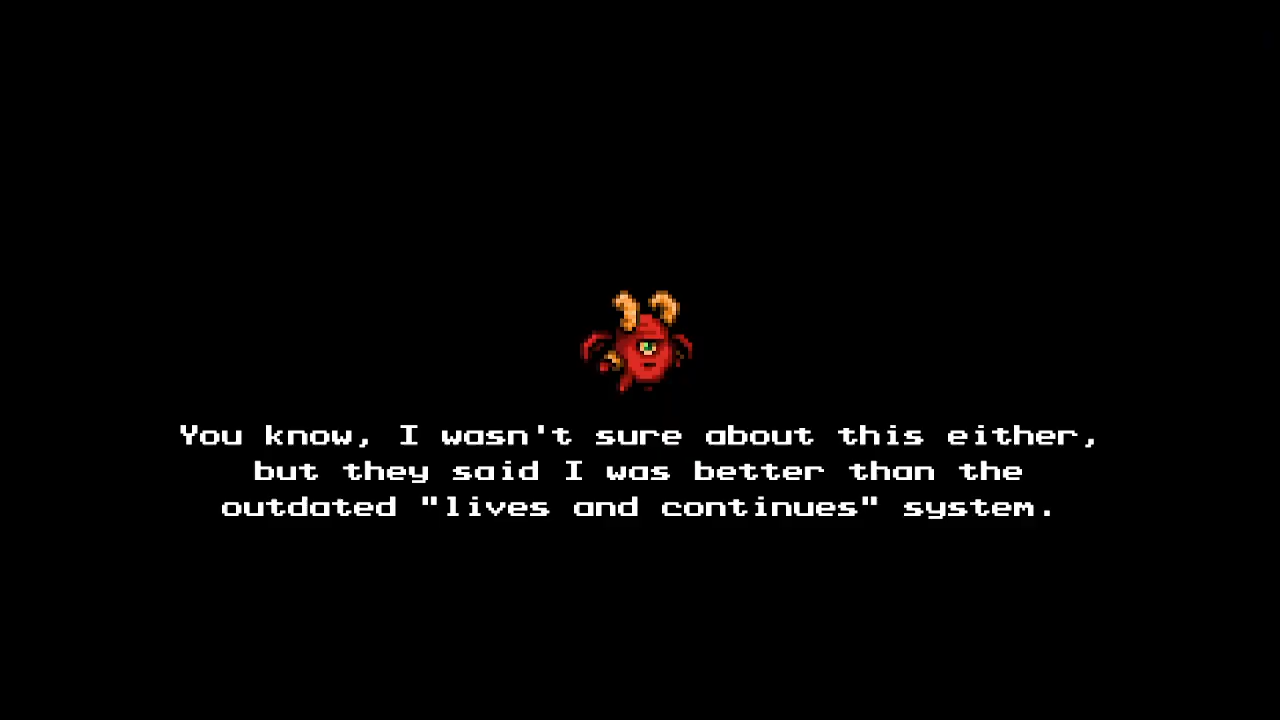 You know, I wasn't sure about this either,
but they said I was better than the
outdated "lives and continues" system.